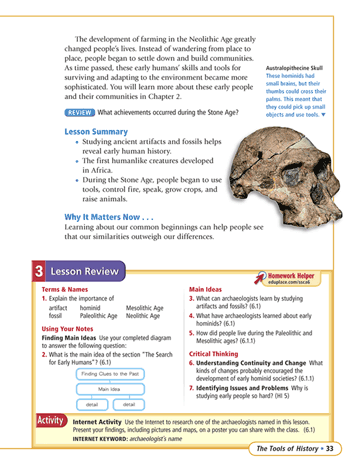 The development of farming in the Neolithic Age greatly
changed people's lives. Instead of wandering from place to
place, people began to settle down and build communities.
As time passed, these early humans' skills and tools for
surviving and adapting to the environment became more
sophisticated. You will learn more about these early people
and their communities in Chapter 2.
REVIEW What achievements occurred during the Stone Age?
Australopithecine Skull
These hominids had
small brains, but their
thumbs could cross their
palms. This meant that
they could pick up small
objects and use tools. ▼
Lesson Summary
• Studying ancient artifacts and fossils helps
reveal early human history.
• The first humanlike creatures developed
in Africa.
• During the Stone Age, people began to use
tools, control fire, speak, grow crops, and
raise animals.
Why It Matters Now . . .
Learning about our common beginnings can help people see
that our similarities outweigh our differences.
3 Lesson Review
Homework Helper
eduplace.com/ssca6
Terms & Names
1. Explain the importance of
artifact hominid Mesolithic Age
fossil Paleolithic Age Neolithic Age
Using Your Notes
Finding Main Ideas Use your completed diagram
to answer the following question:
2. What is the main idea of the section "The Search
for Early Humans"? (6.1)
Finding Clues to the Past
Main Idea
detail detail
Main Ideas
3. What can archaeologists learn by studying
artifacts and fossils? (6.1)
4. What have archaeologists learned about early
hominids? (6.1)
5. How did people live during the Paleolithic and
Mesolithic ages? (6.1.1)
Critical Thinking
6. Understanding Continuity and Change What
kinds of changes probably encouraged the
development of early hominid societies? (6.1.1)
7. Identifying Issues and Problems Why is
studying early people so hard? (HI 5)
Activity
Internet Activity Use the Internet to research one of the archaeologists named in this lesson.
Present your findings, including pictures and maps, on a poster you can share with the class. (6.1)
INTERNET KEYWORD: archaeologist's name
The Tools of History • 33